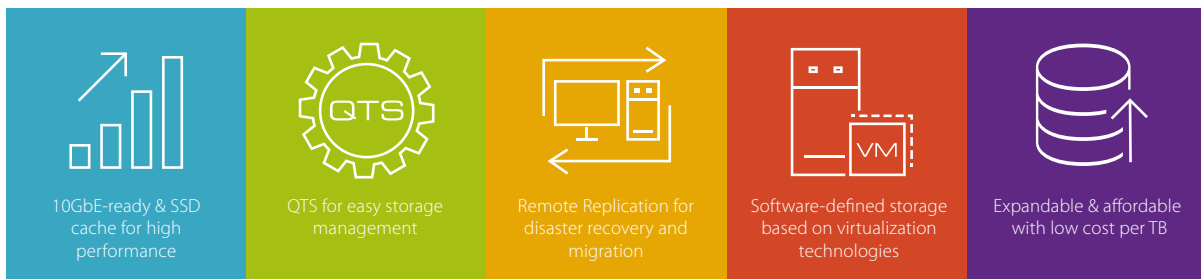 QTS
VM
10GbE-ready & SSD
cache for high
performance
QTS for easy storage
management
Remote Replication for
disaster recovery and
migration
Software-defined storage
based on virtualization
technologies
Expandable & affordable
with low cost per TB